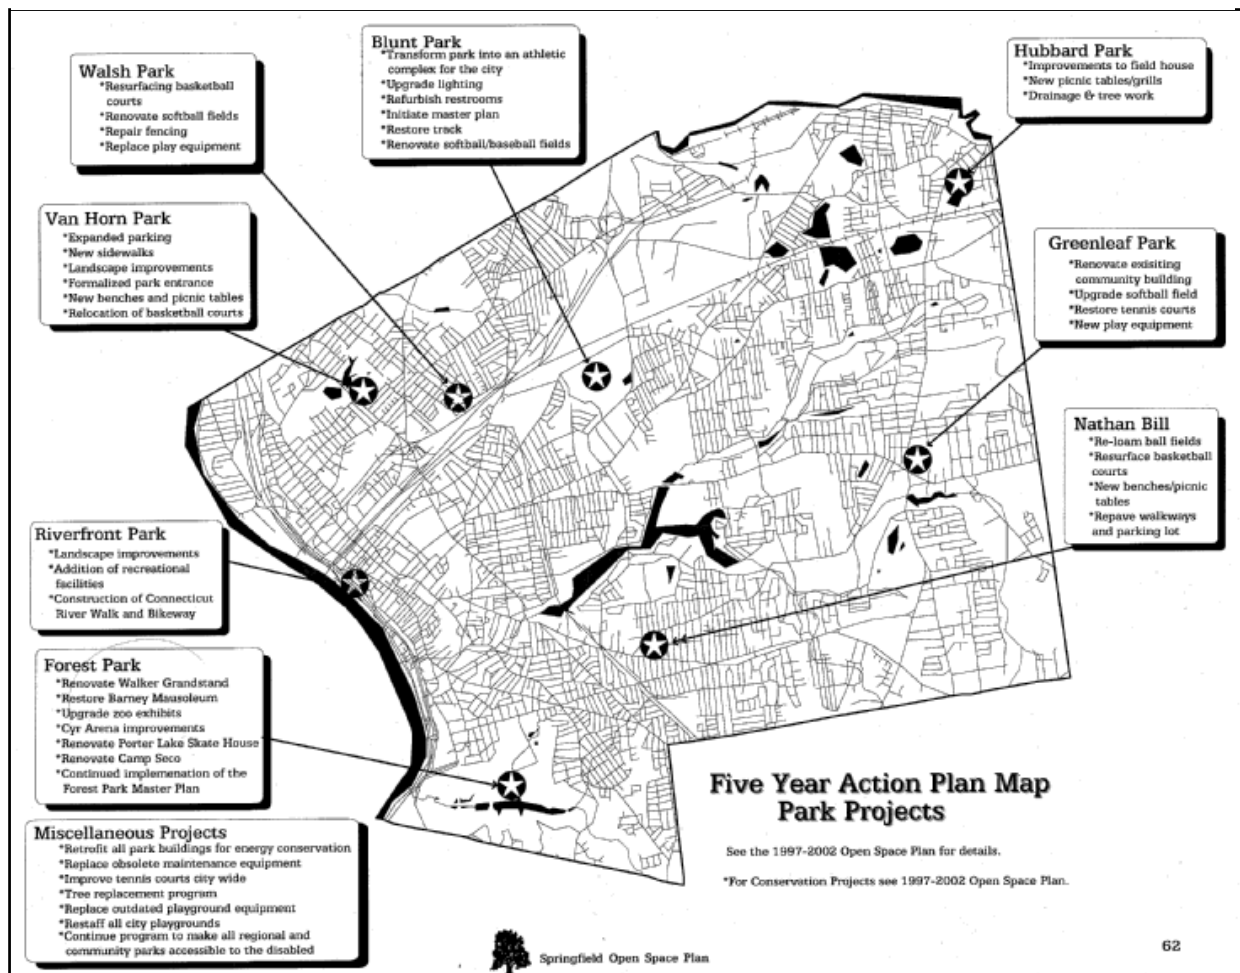 Walsh Park
*Resurfacing basketball
courts
*Renovate softball fields
*Repair fencing
*Replace play equipment
Blunt Park
*Transform park into an athletic
complex for the city
*Upgrade lighting
*Refurbish restrooms
*Initiate master plan
*Restore track
*Renovate softball/baseball fields
Hubbard Park
*Improvements to field house
*New picnic tables/grills
*Drainage & tree work
Van Horn Park
*Expanded parking
*New sidewalks
*Landscape improvements
*Formalized park entrance
*New benches and picnic tables
*Relocation of basketball courts
Greenleaf Park
*Renovate exisiting
community building
*Upgrade softball field
*Restore tennis courts
*New play equipment
Nathan Bill
*Re-loam ball fields
*Resurface basketball
courts
*New benches/picnic
tables
*Repave walkways
and parking lot
Riverfront Park
*Landscape improvements
*Addition of recreational
facilities
*Construction of Connecticut
River Walk and Bikeway
Forest Park
*Renovate Walker Grandstand
*Restore Barney Mausoleum
*Upgrade zoo exhibits
*Cyr Arena improvements
*Renovate Porter Lake Skate House
*Renovate Camp Seco
*Continued implemenation of the
Forest Park Master Plan
Miscellaneous Projects
*Retrofit all park buildings for energy conservation
*Replace obsolete maintenance equipment
*Improve tennis courts city wide
*Tree replacement program
*Replace outdated playground equipment
*Restaff all city playgrounds
*Continue program to make all regional and
community parks accessible to the disabled
Five Year Action Plan Map
Park Projects
See the 1997-2002 Open Space Plan for details.
*For Conservation Projects see 1997-2002 Open Space Plan.
Springfield Open Space Plan
62